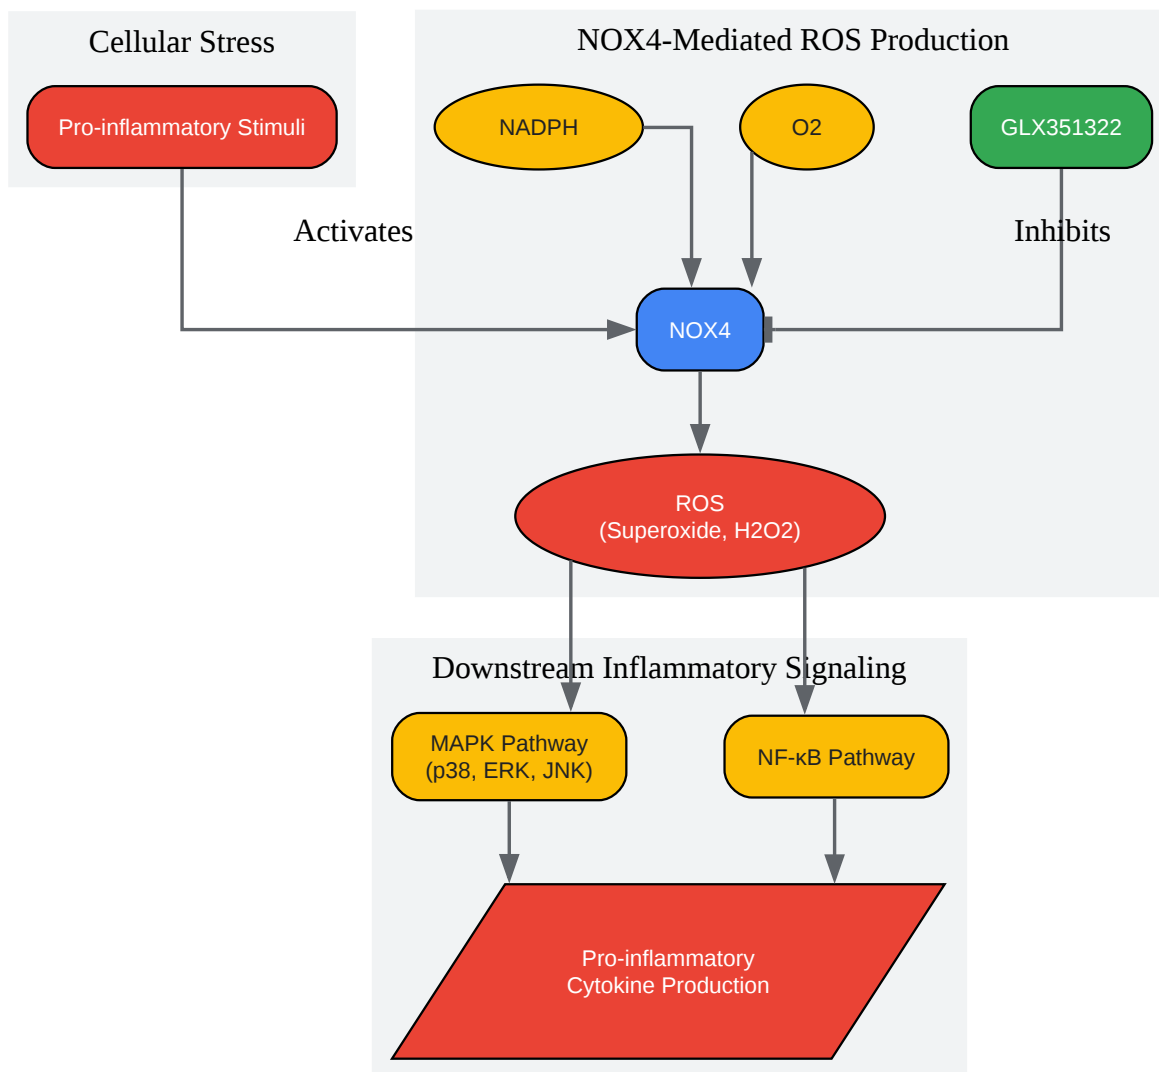 Cellular Stress
NOX4-Mediated ROS Production
Pro-inflammatory Stimuli
NADPH
O2
GLX351322
Activates
Inhibits
NOX4
ROS
(Superoxide, H2O2)
Downstream Inflammatory Signaling
MAPK Pathway
(p38, ERK, JNK)
NF-κB Pathway
Pro-inflammatory
Cytokine Production